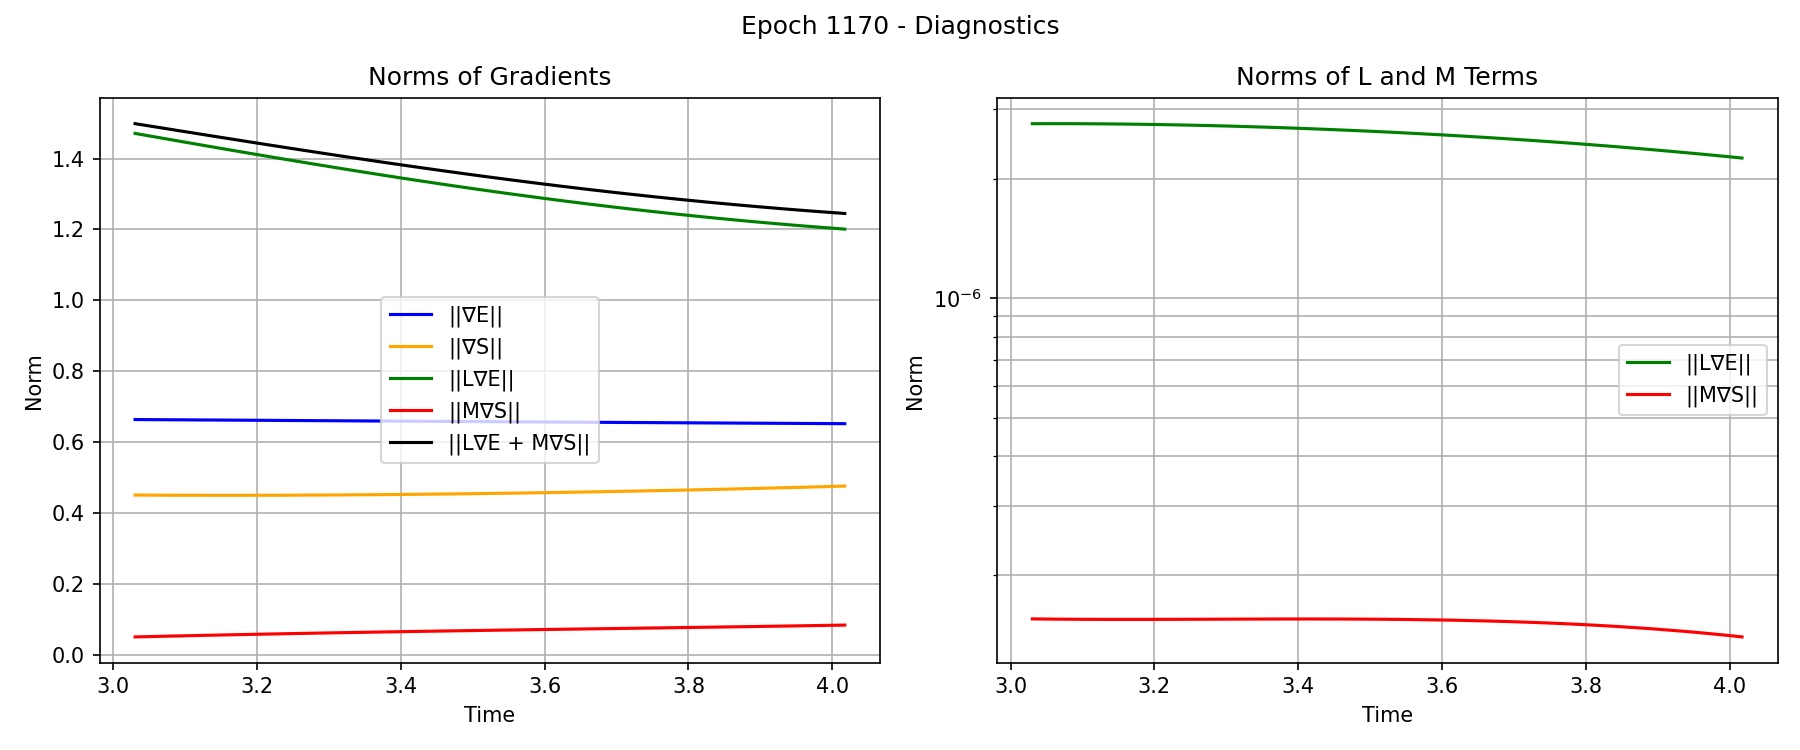 Epoch 1170 - Diagnostics
Norms of Gradients
Norm
1.4
1.2
1.0
0.8
0.6
0.4
0.2
0.0
||∇E||
||∇S||
||L∇E||
||M∇S||
||L∇E + M∇S||
3.0 3.2 3.4 3.6 3.8 4.0
Time
Norms of L and M Terms
Norm
10⁻⁶
||L∇E||
||M∇S||
3.0 3.2 3.4 3.6 3.8 4.0
Time